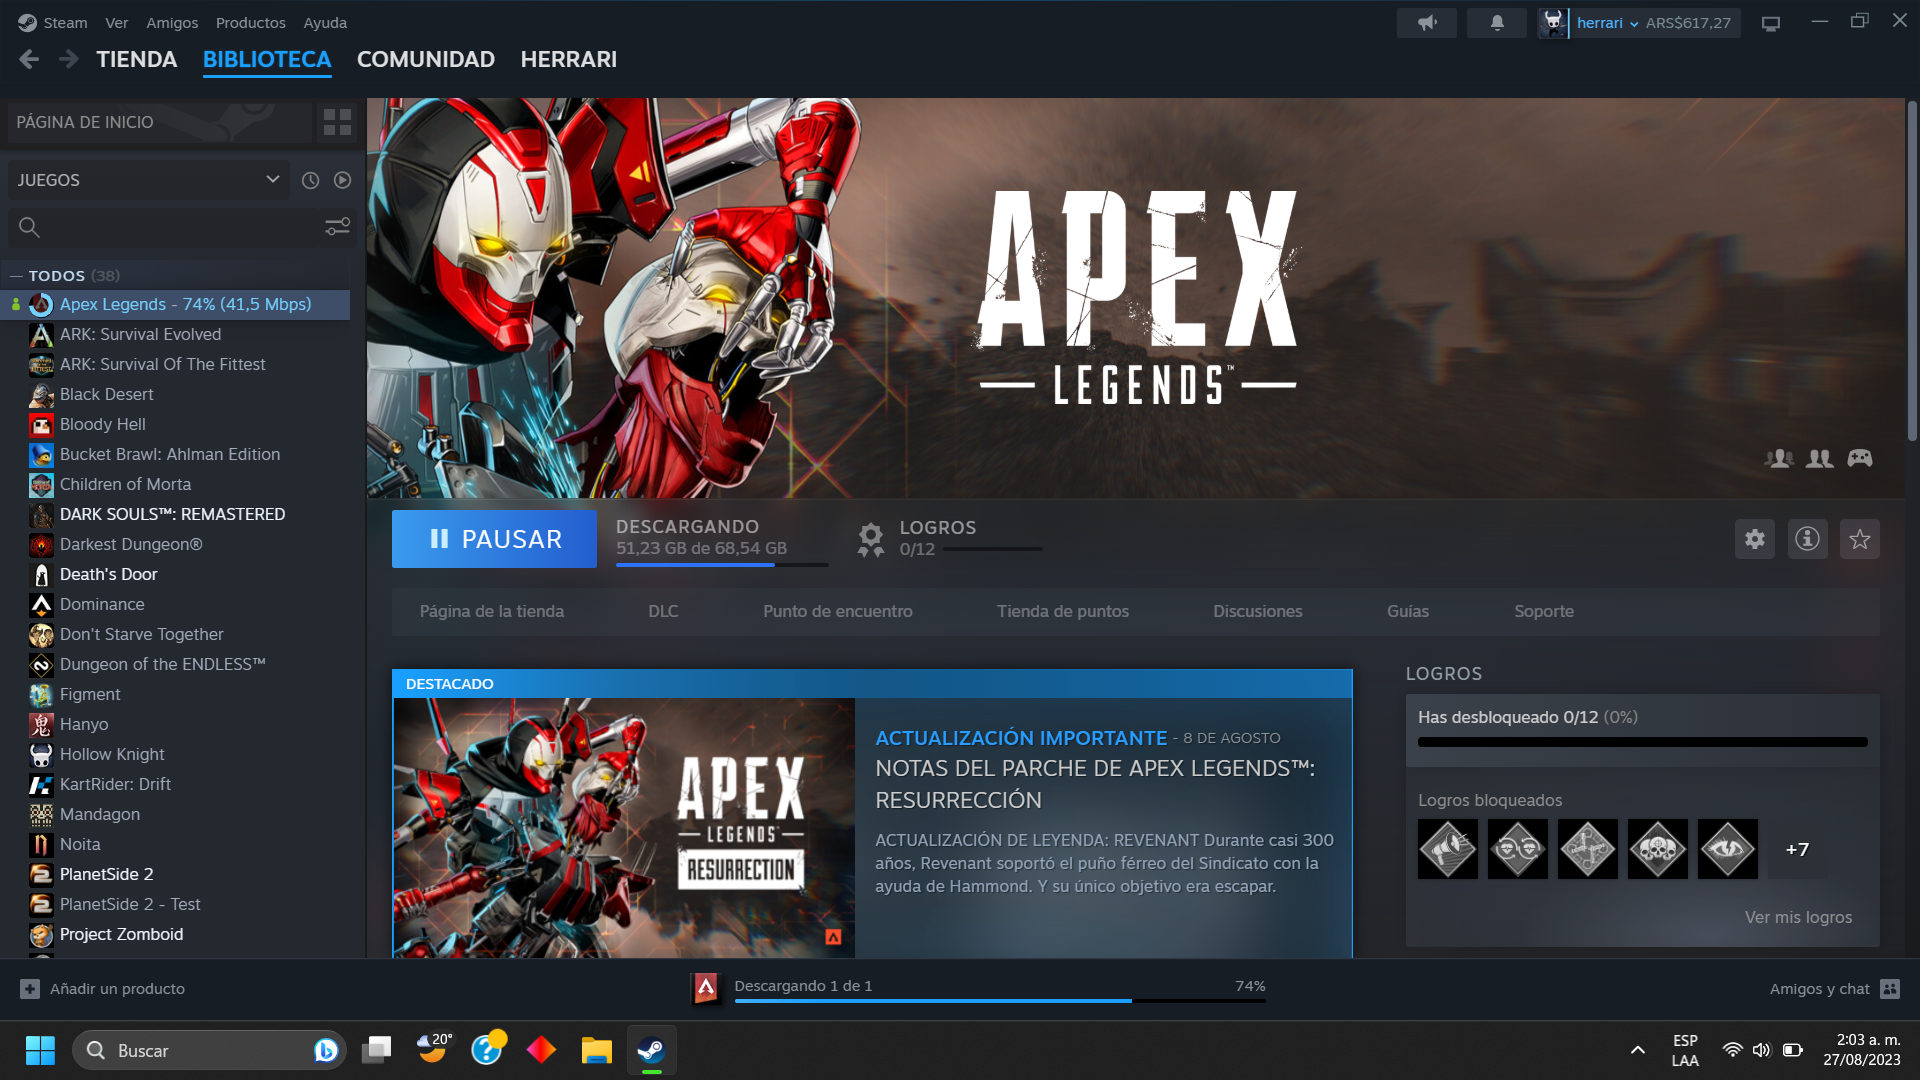 Steam Ver Amigos Productos Ayuda
herrari ARS$617,27
TIENDA BIBLIOTECA COMUNIDAD HERRARI
PÁGINA DE INICIO
JUEGOS
— TODOS (38)
Apex Legends - 74% (41,5 Mbps)
ARK: Survival Evolved
ARK: Survival Of The Fittest
Black Desert
Bloody Hell
Bucket Brawl: Ahlman Edition
Children of Morta
DARK SOULS™: REMASTERED
Darkest Dungeon®
Death's Door
Dominance
Don't Starve Together
Dungeon of the ENDLESS™
Figment
Hanyo
Hollow Knight
KartRider: Drift
Mandagon
Noita
PlanetSide 2
PlanetSide 2 - Test
Project Zomboid
APEX
LEGENDS™
PAUSAR
DESCARGANDO
51,23 GB de 68,54 GB
LOGROS
0/12
Página de la tienda DLC Punto de encuentro Tienda de puntos Discusiones Guías Soporte
DESTACADO
APEX
LEGENDS™
RESURRECTION
ACTUALIZACIÓN IMPORTANTE - 8 DE AGOSTO
NOTAS DEL PARCHE DE APEX LEGENDS™:
RESURRECCIÓN
ACTUALIZACIÓN DE LEYENDA: REVENANT Durante casi 300
años, Revenant soportó el puño férreo del Sindicato con la
ayuda de Hammond. Y su único objetivo era escapar.
LOGROS
Has desbloqueado 0/12 (0%)
Logros bloqueados
+7
Ver mis logros
Añadir un producto
Descargando 1 de 1 74%
Amigos y chat
Buscar
20°
ESP
LAA
2:03 a. m.
27/08/2023